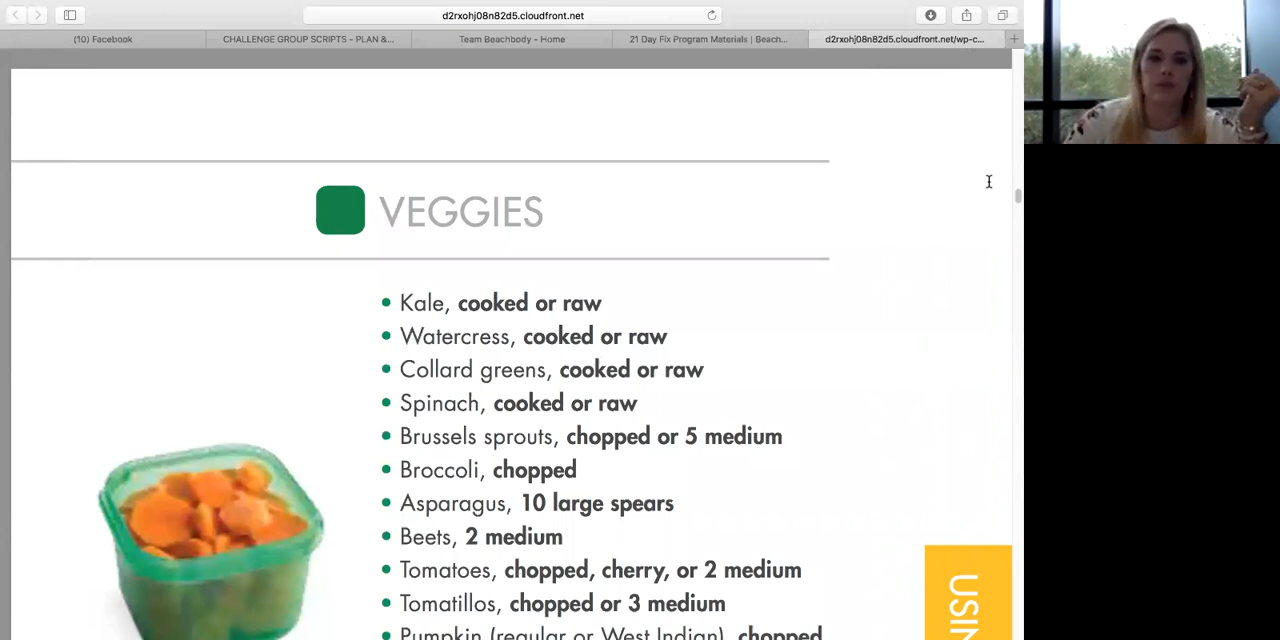 d2rxohj08n82d5.cloudfront.net
(10) Facebook
CHALLENGE GROUP SCRIPTS - PLAN &...
Team Beachbody - Home
21 Day Fix Program Materials | Beach...
d2rxohj08n82d5.cloudfront.net/wp-c...
VEGGIES
• Kale, cooked or raw
• Watercress, cooked or raw
• Collard greens, cooked or raw
• Spinach, cooked or raw
• Brussels sprouts, chopped or 5 medium
• Broccoli, chopped
• Asparagus, 10 large spears
• Beets, 2 medium
• Tomatoes, chopped, cherry, or 2 medium
• Tomatillos, chopped or 3 medium
• Pumpkin (regular or West Indian), chopped